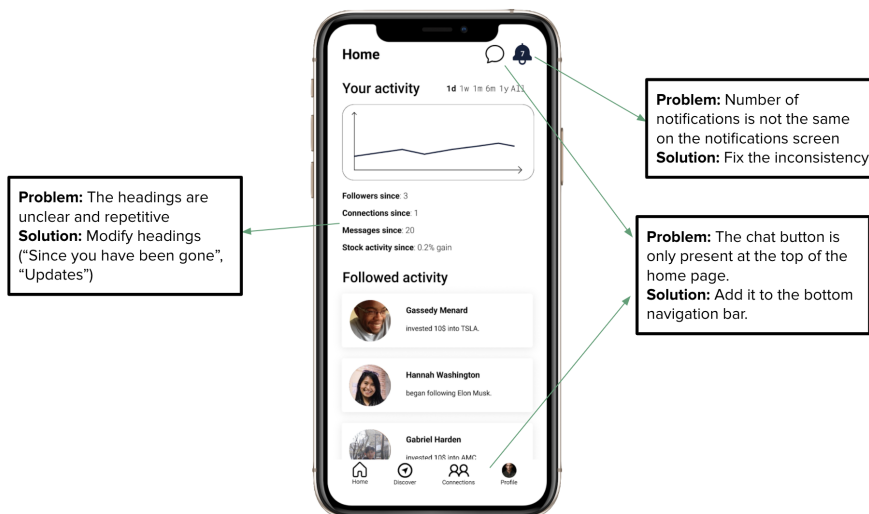 Home
7
Your activity
1d 1w 1m 6m 1y All
Followers since: 3
Connections since: 1
Messages since: 20
Stock activity since: 0.2% gain
Followed activity
Gassedy Menard
invested 10$ into TSLA.
Hannah Washington
began following Elon Musk.
Gabriel Harden
invested 10$ into AMC
Home
Discover
Connections
Profile
Problem: The headings are
unclear and repetitive
Solution: Modify headings
(“Since you have been gone”,
“Updates”)
Problem: Number of
notifications is not the same
on the notifications screen
Solution: Fix the inconsistency
Problem: The chat button is
only present at the top of the
home page.
Solution: Add it to the bottom
navigation bar.